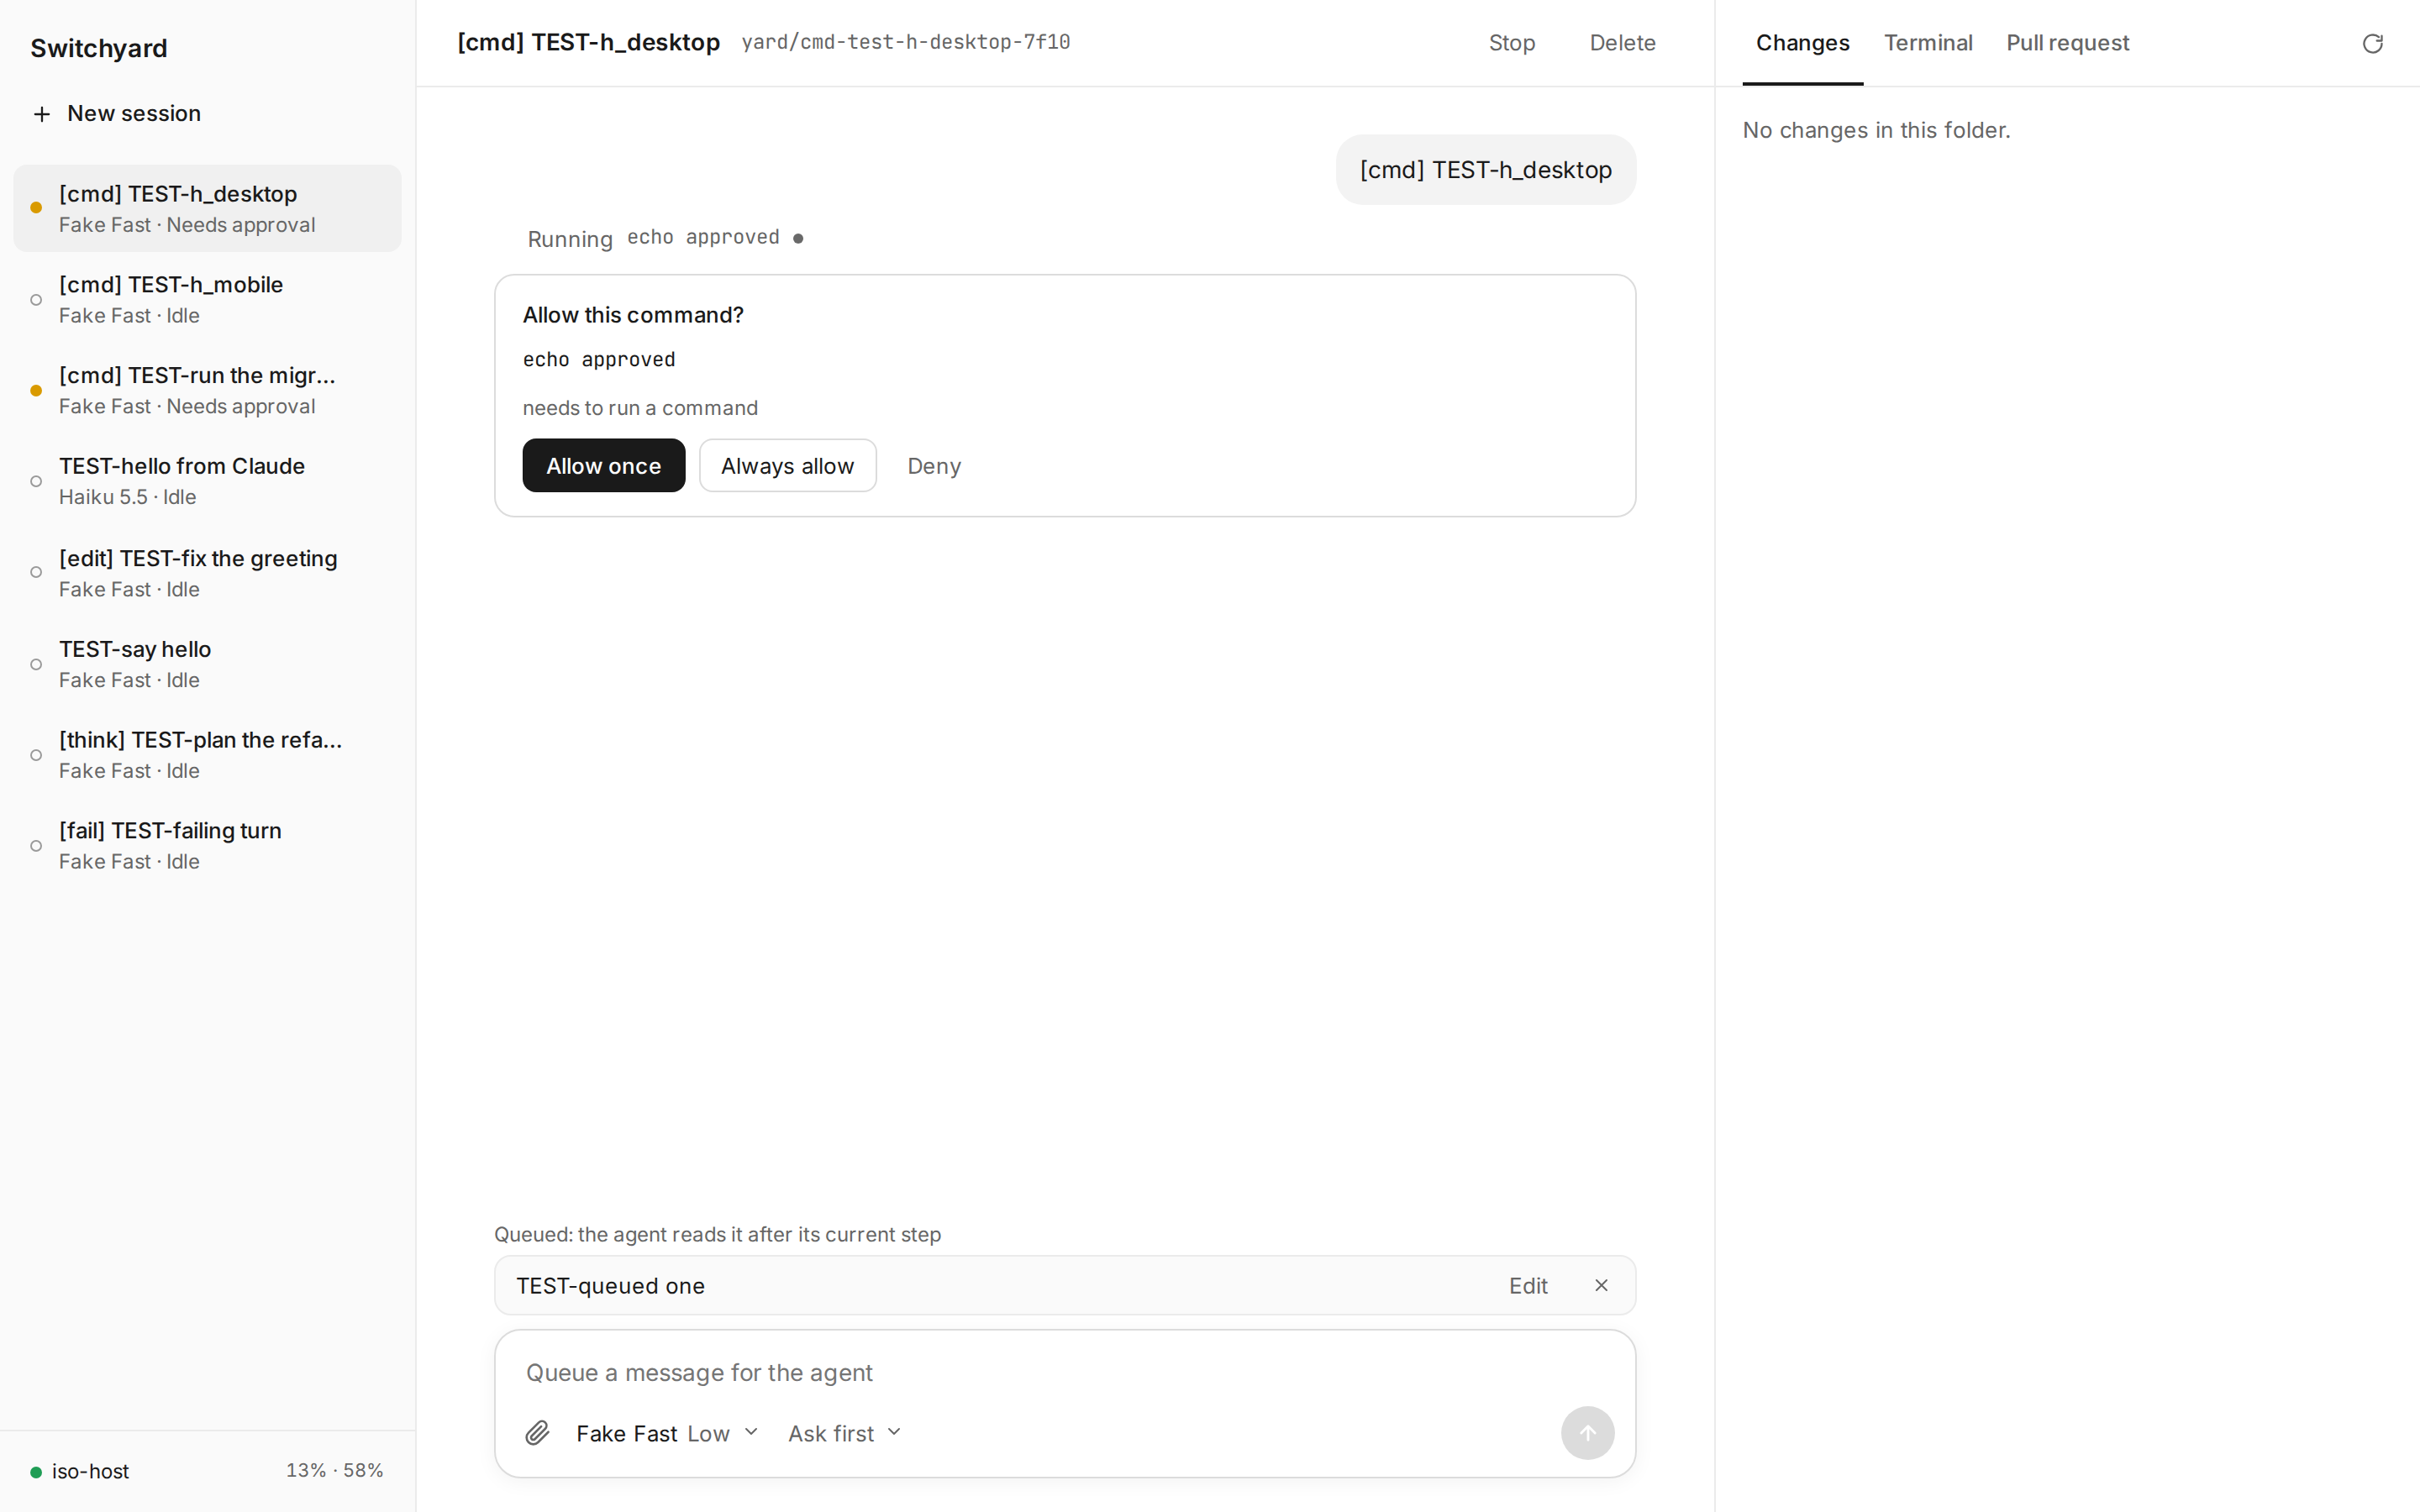 Switchyard
New session
[cmd] TEST-h_desktop
Fake Fast · Needs approval
[cmd] TEST-h_mobile
Fake Fast · Idle
[cmd] TEST-run the migr...
Fake Fast · Needs approval
TEST-hello from Claude
Haiku 5.5 · Idle
[edit] TEST-fix the greeting
Fake Fast · Idle
TEST-say hello
Fake Fast · Idle
[think] TEST-plan the refa...
Fake Fast · Idle
[fail] TEST-failing turn
Fake Fast · Idle
iso-host 13% · 58%
[cmd] TEST-h_desktop yard/cmd-test-h-desktop-7f10 Stop Delete
[cmd] TEST-h_desktop
Running echo approved
Allow this command?
echo approved
needs to run a command
Allow once Always allow Deny
Queued: the agent reads it after its current step
TEST-queued one Edit
Queue a message for the agent
Fake Fast Low Ask first
Changes Terminal Pull request
No changes in this folder.